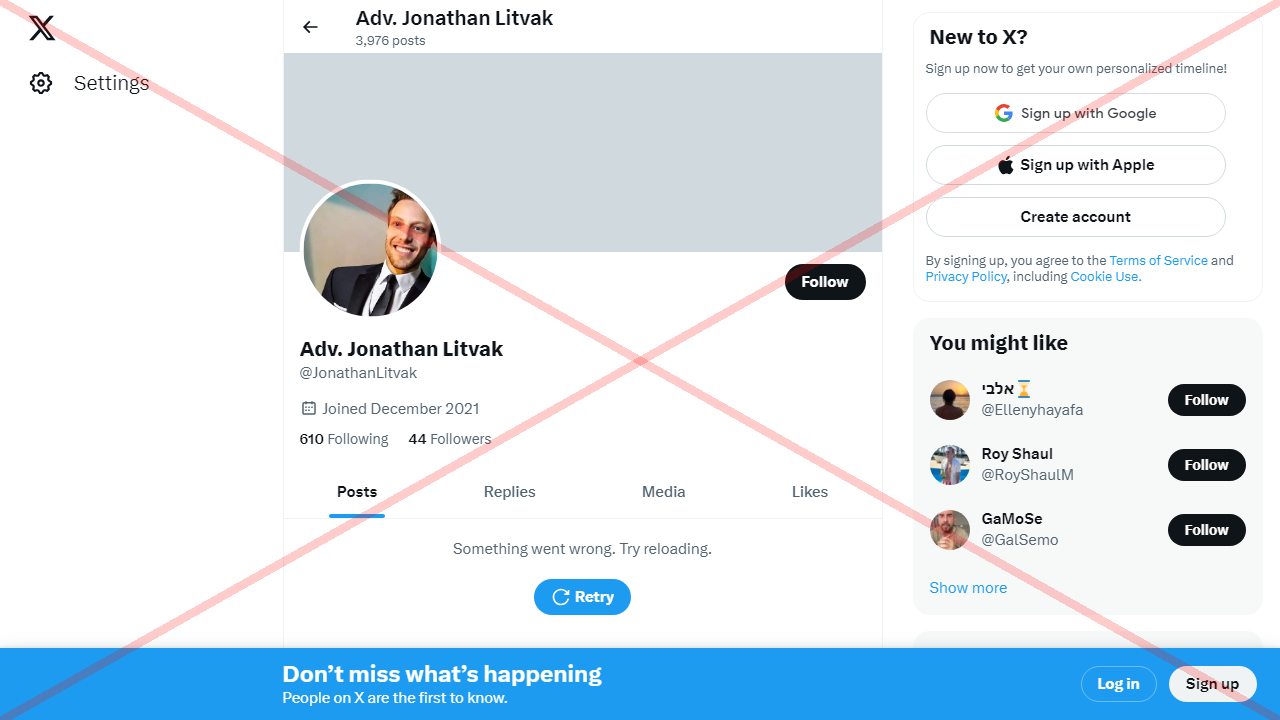 Settings
Adv. Jonathan Litvak
3,976 posts
Follow
Adv. Jonathan Litvak
@JonathanLitvak
Joined December 2021
610 Following 44 Followers
Posts Replies Media Likes
Something went wrong. Try reloading.
Retry
New to X?
Sign up now to get your own personalized timeline!
Sign up with Google
Sign up with Apple
Create account
By signing up, you agree to the Terms of Service and
Privacy Policy, including Cookie Use.
You might like
אלבי⏳
@Ellenyhayafa
Follow
Roy Shaul
@RoyShaulM
Follow
GaMoSe
@GalSemo
Follow
Show more
Don’t miss what’s happening
People on X are the first to know.
Log in
Sign up